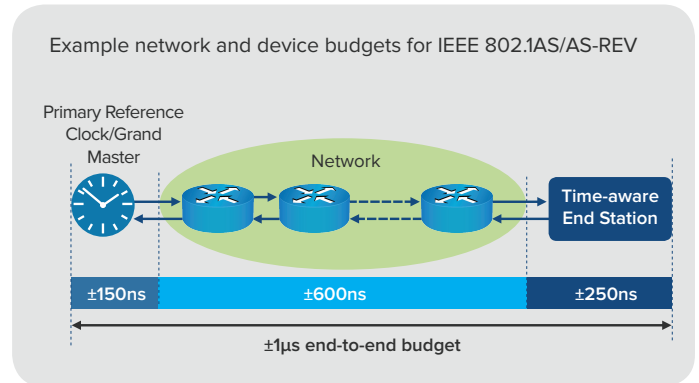 Example network and device budgets for IEEE 802.1AS/AS-REV
Primary Reference
Clock/Grand
Master
Network
Time-aware
End Station
±150ns
±600ns
±250ns
±1µs end-to-end budget